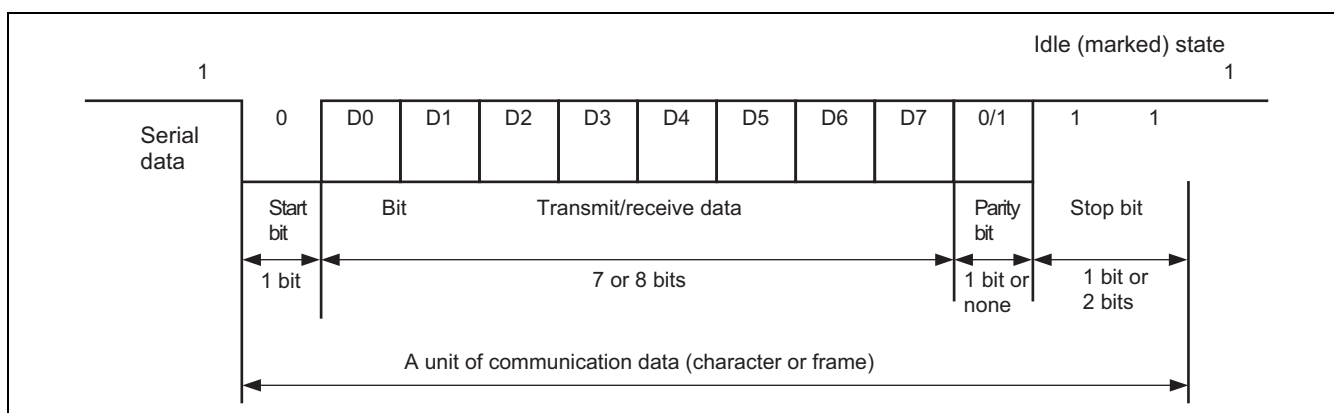 Idle (marked) state
1 1
0 D0 D1 D2 D3 D4 D5 D6 D7 0/1 1 1
Serial
data
Start
bit
Bit
Transmit/receive data
Parity
bit
Stop bit
1 bit
7 or 8 bits
1 bit or
none
1 bit or
2 bits
A unit of communication data (character or frame)